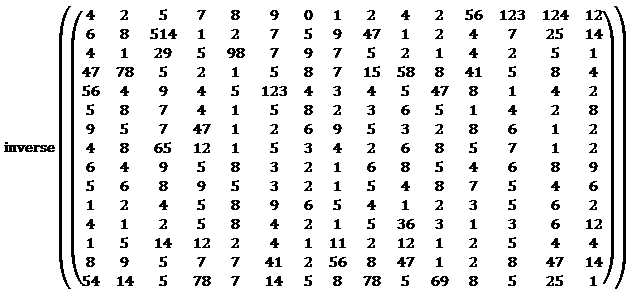 4 2 5 7 8 9 0 1 2 4 2 56 123 124 12
6 8 514 1 2 7 5 9 47 1 2 4 7 25 14
4 1 29 5 98 7 9 7 5 2 1 4 2 5 1
47 78 5 2 1 5 8 7 15 58 8 41 5 8 4
56 4 9 4 5 123 4 3 4 5 47 8 1 4 2
5 8 7 4 1 5 8 2 3 6 5 1 4 2 8
9 5 7 47 1 2 6 9 5 3 2 8 6 1 2
inverse 4 8 65 12 1 5 3 4 2 6 8 5 7 1 2
6 4 9 5 8 3 2 1 6 8 5 4 6 8 9
5 6 8 9 5 3 2 1 5 4 8 7 5 4 6
1 2 4 5 8 9 6 5 4 1 2 3 5 6 2
4 1 2 5 8 4 2 1 5 36 3 1 3 6 12
1 5 14 12 2 4 1 11 2 12 1 2 5 4 4
8 9 5 7 7 41 2 56 8 47 1 2 8 47 14
54 14 5 78 7 14 5 8 78 5 69 8 5 25 1